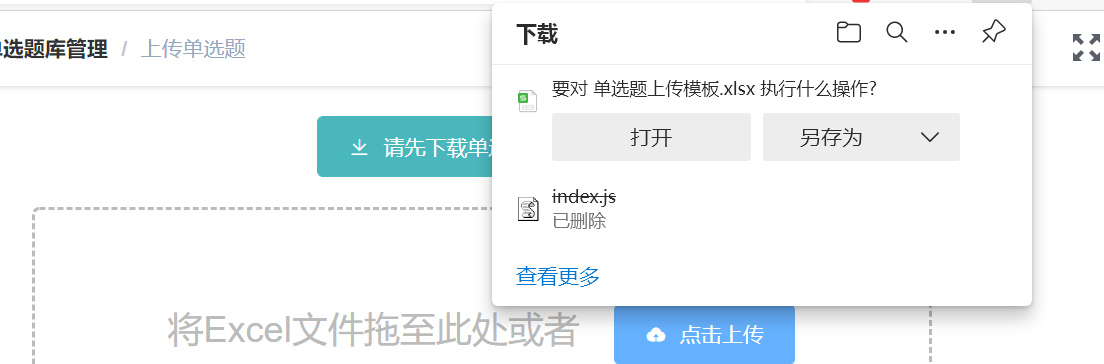 选题库管理 / 上传单选题
请先下载单
下载
要对 单选题上传模板.xlsx 执行什么操作?
打开
另存为
index.js
已删除
查看更多
将Excel文件拖至此处或者
点击上传